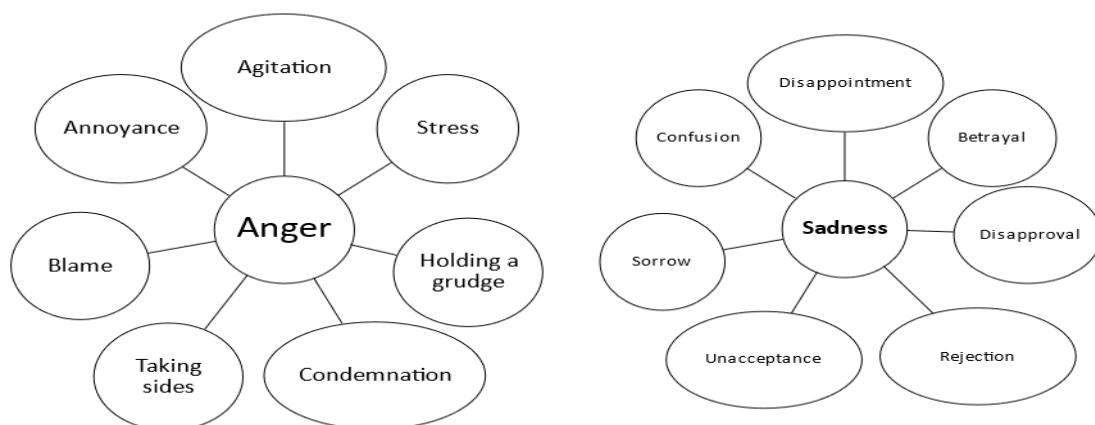 Agitation
Annoyance
Stress
Anger
Blame
Holding a
grudge
Taking
sides
Condemnation
Disappointment
Confusion
Betrayal
Sadness
Disapproval
Sorrow
Unacceptance
Rejection